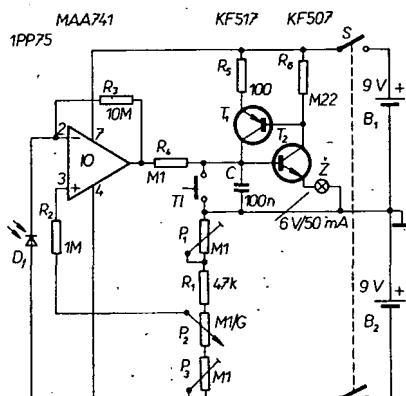 MAA741 KF517 KF507
1PP75
S
R5 R6
100
9 V +
R3
10M
T1
M22
B1
2 7
T2
R4
IO
M1
C
Ž
3 4
R2
Tl
100n
6 V/50 mA
1M
P1
M1
D1
R1 47k
9 V +
M1/G
P2
B2
P3
M1